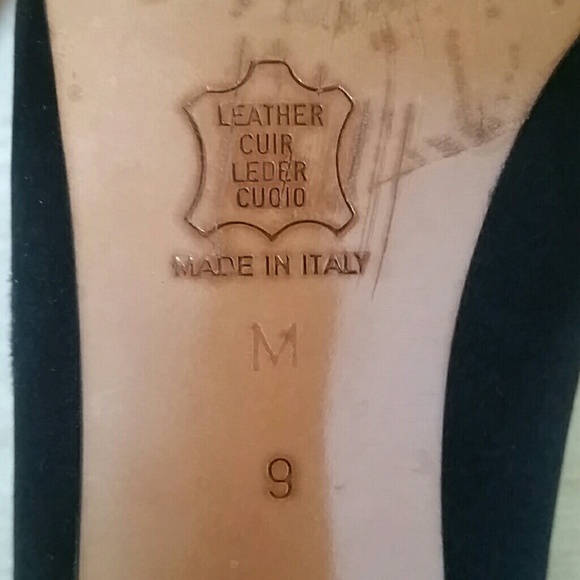 LEATHER
CUIR
LEDER
CUOIO
MADE IN ITALY
M
9